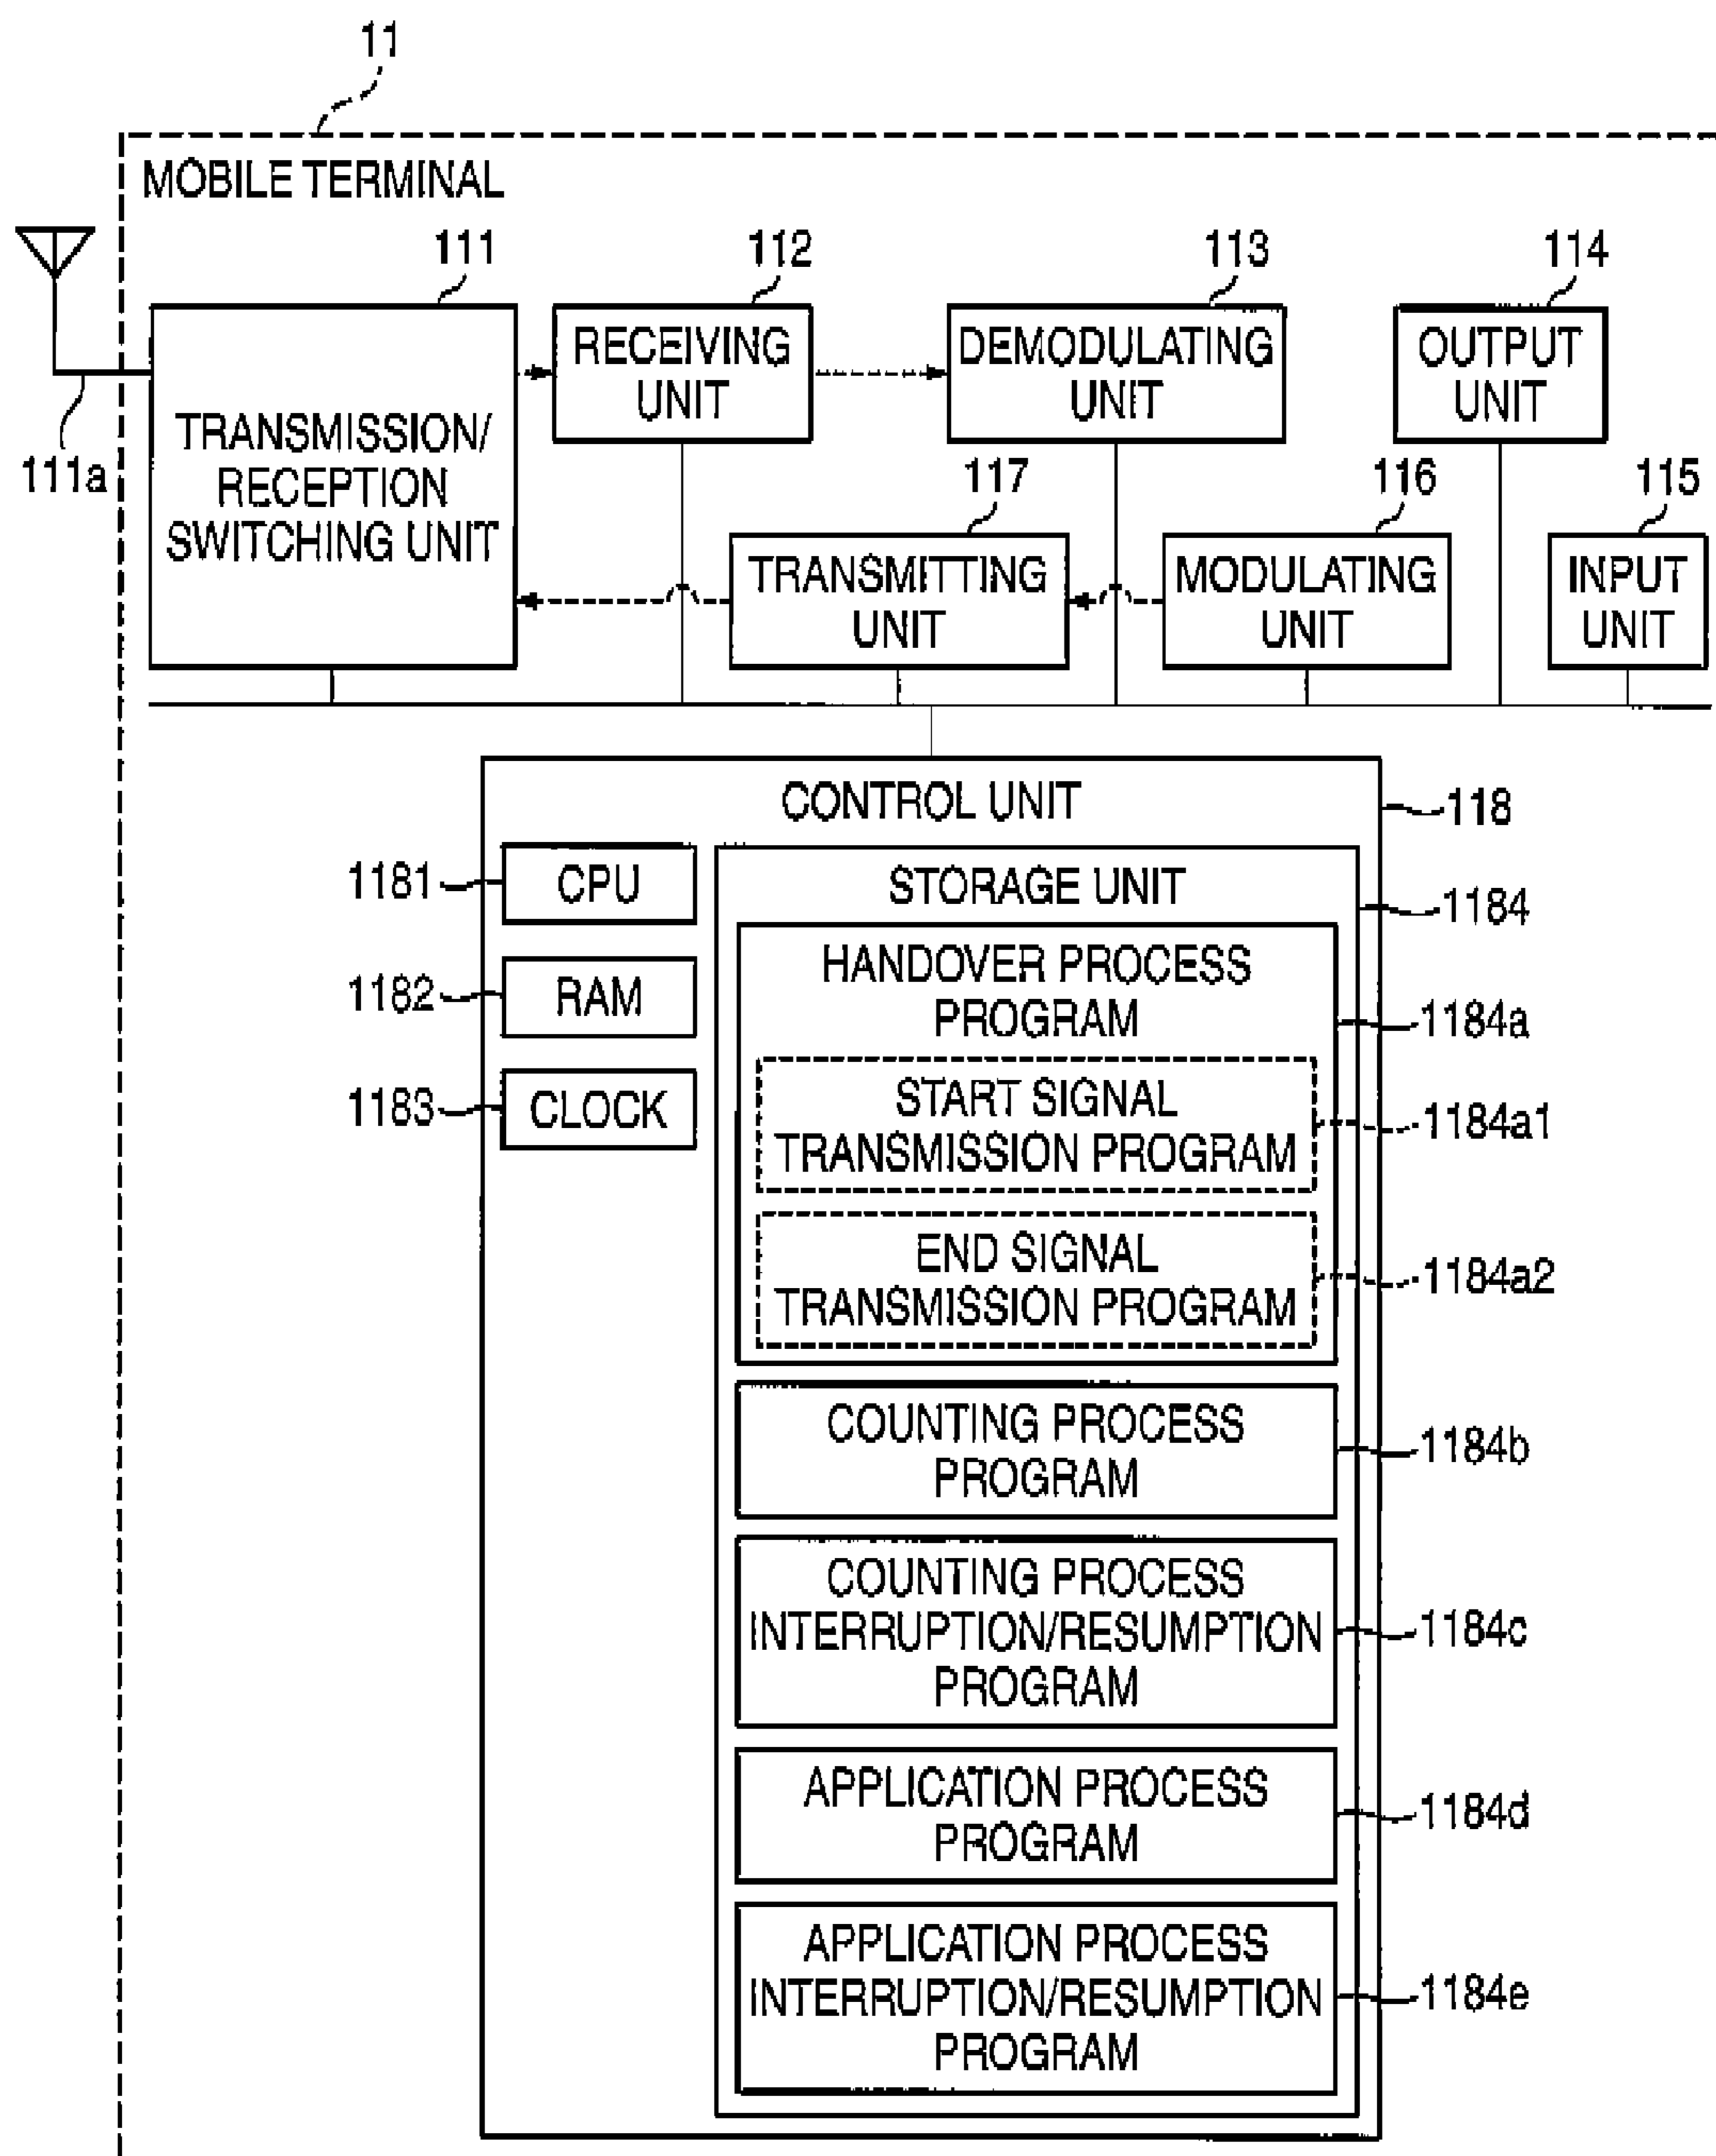 11
MOBILE TERMINAL
111
112
113
114
RECEIVING
UNIT
DEMODULATING
UNIT
OUTPUT
UNIT
111a
TRANSMISSION/
RECEPTION
SWITCHING UNIT
117
116
115
TRANSMITTING
UNIT
MODULATING
UNIT
INPUT
UNIT
CONTROL UNIT
118
1181
CPU
STORAGE UNIT
1184
1182
RAM
HANDOVER PROCESS
PROGRAM
1184a
1183
CLOCK
START SIGNAL
TRANSMISSION PROGRAM
1184a1
END SIGNAL
TRANSMISSION PROGRAM
1184a2
COUNTING PROCESS
PROGRAM
1184b
COUNTING PROCESS
INTERRUPTION/RESUMPTION
PROGRAM
1184c
APPLICATION PROCESS
PROGRAM
1184d
APPLICATION PROCESS
INTERRUPTION/RESUMPTION
PROGRAM
1184e